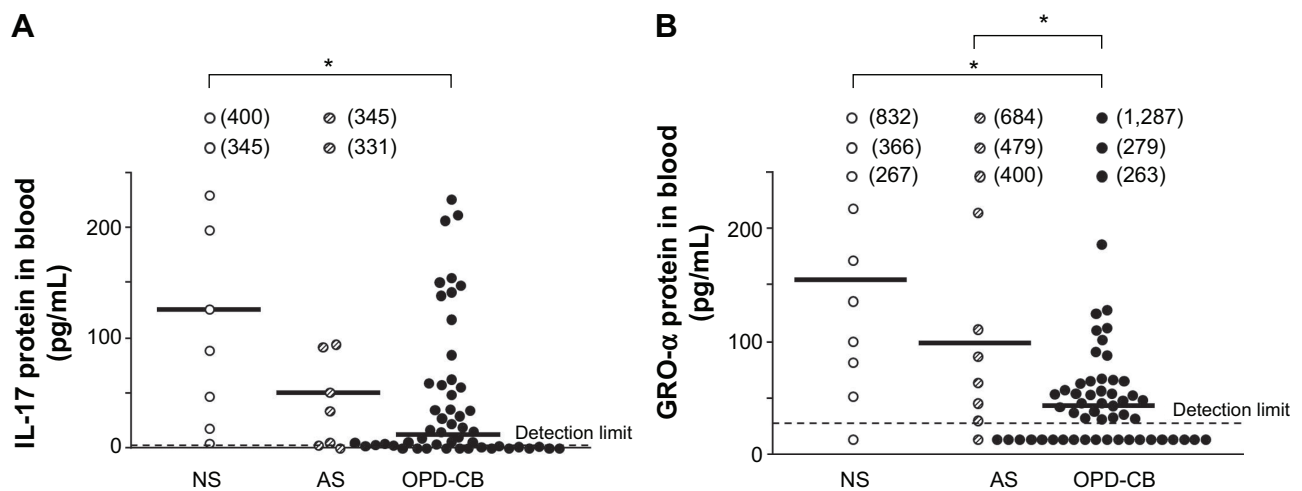 A
IL-17 protein in blood
(pg/mL)
*
(400)
(345)
(345)
(331)
200
100
0
Detection limit
NS
AS
OPD-CB
B
GRO-α protein in blood
(pg/mL)
*
*
(832)
(684)
(1,287)
(366)
(479)
(279)
(267)
(400)
(263)
200
100
0
Detection limit
NS
AS
OPD-CB